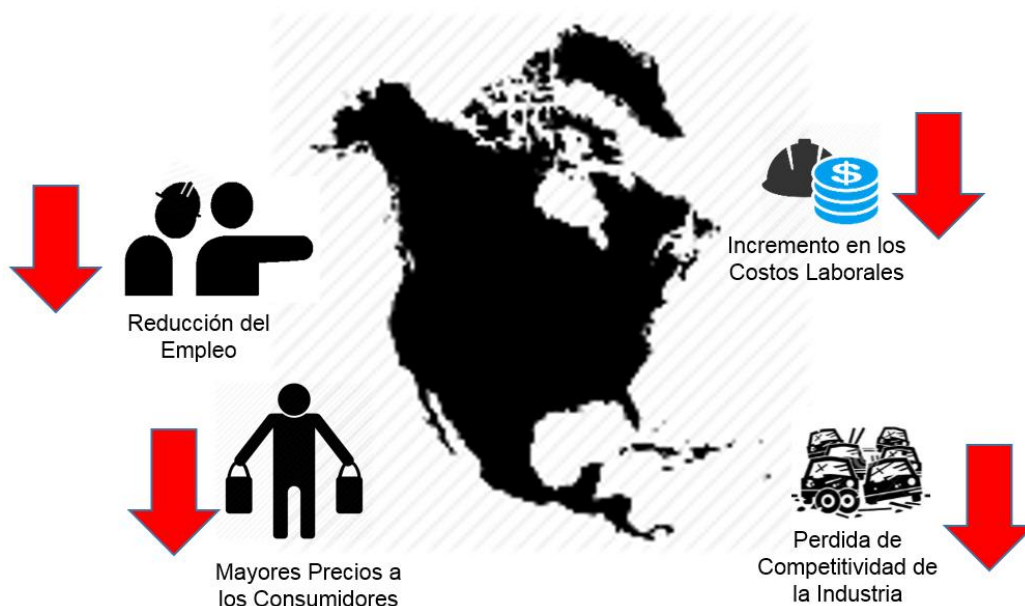 Reducción del
Empleo
Incremento en los
Costos Laborales
Mayores Precios a
los Consumidores
Perdida de
Competitividad de
la Industria
$